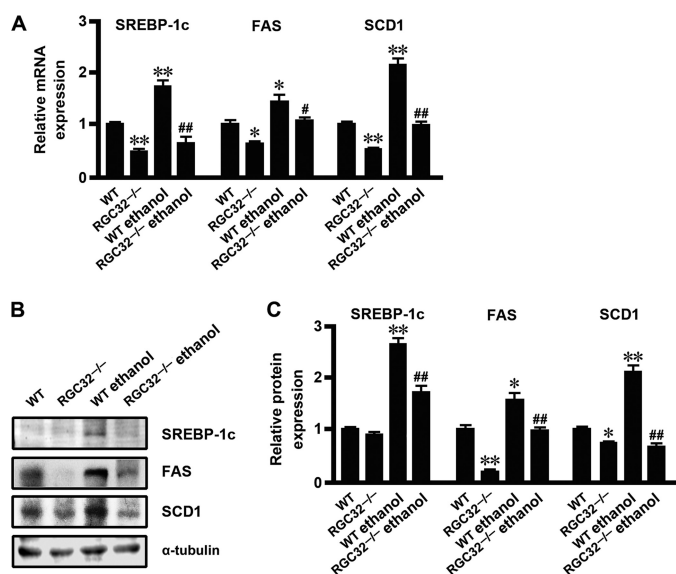 A
SREBP-1c FAS SCD1
Relative mRNA
expression
3
2
1
0
** ** ## * * # ** ** ##
WT RGC32–/– WT ethanol RGC32–/– ethanol WT RGC32–/– WT ethanol RGC32–/– ethanol WT RGC32–/– WT ethanol RGC32–/– ethanol
B
WT RGC32–/– WT ethanol RGC32–/– ethanol
SREBP-1c
FAS
SCD1
α-tubulin
C
SREBP-1c FAS SCD1
Relative protein
expression
3
2
1
0
** ## ** * ## * ** ##
WT RGC32–/– WT ethanol RGC32–/– ethanol WT RGC32–/– WT ethanol RGC32–/– ethanol WT RGC32–/– WT ethanol RGC32–/– ethanol